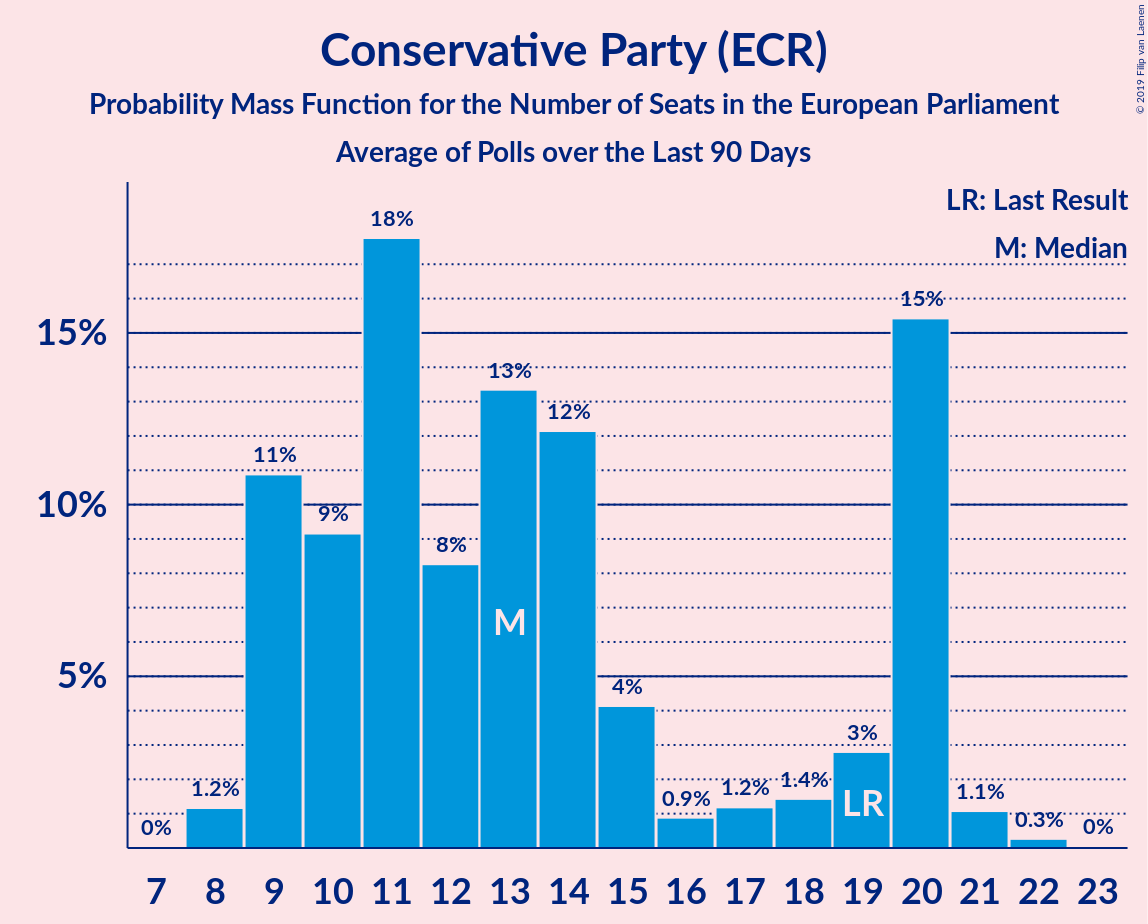 © 2019 Filip van Laenen
Conservative Party (ECR)
Probability Mass Function for the Number of Seats in the European Parliament
Average of Polls over the Last 90 Days
LR: Last Result
M: Median
18%
15%
15%
13%
12%
11%
10%
9%
8%
M
5%
4%
3%
1.2%
0.9%
1.2%
1.4%
LR
1.1%
0.3%
0%
0%
7 8 9 10 11 12 13 14 15 16 17 18 19 20 21 22 23